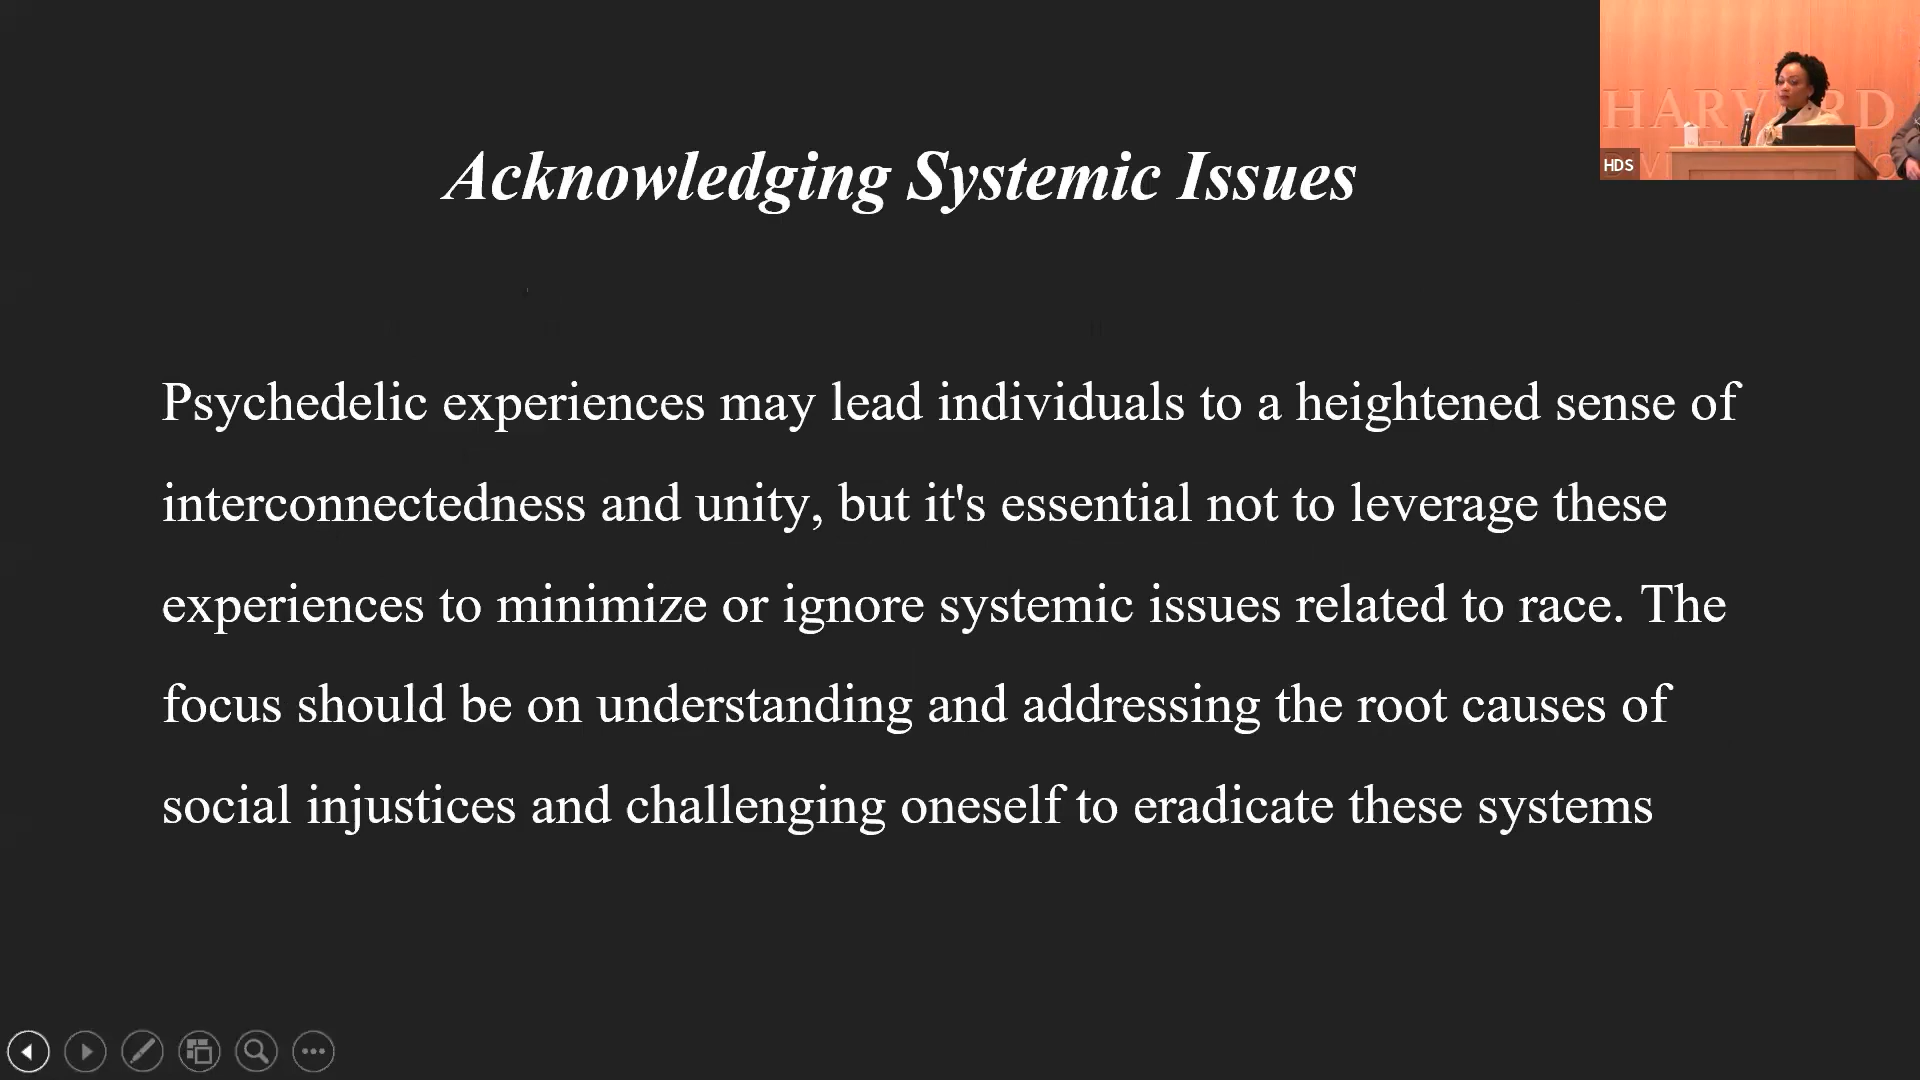 Acknowledging Systemic Issues
Psychedelic experiences may lead individuals to a heightened sense of
interconnectedness and unity, but it's essential not to leverage these
experiences to minimize or ignore systemic issues related to race. The
focus should be on understanding and addressing the root causes of
social injustices and challenging oneself to eradicate these systems
HDS